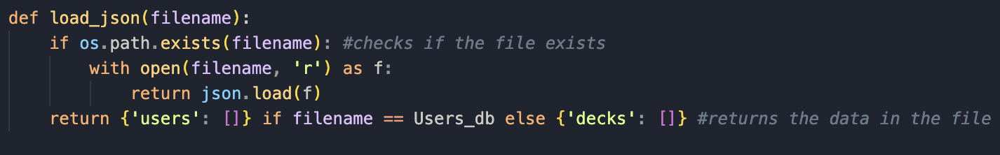 def load_json(filename):
    if os.path.exists(filename): #checks if the file exists
        with open(filename, 'r') as f:
            return json.load(f)
    return {'users': []} if filename == Users_db else {'decks': []} #returns the data in the file